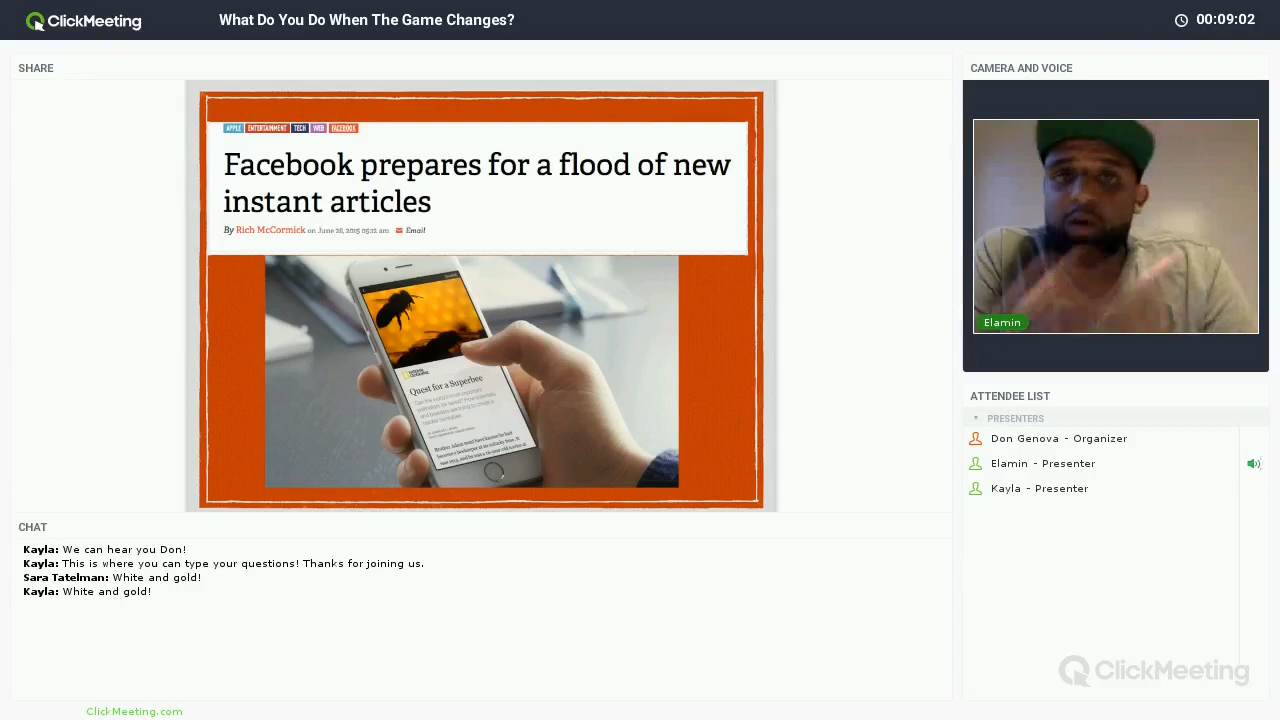 ClickMeeting
What Do You Do When The Game Changes?
00:09:02
SHARE
APPLE ENTERTAINMENT TECH WEB FACEBOOK
Facebook prepares for a flood of new
instant articles
By Rich McCormick on June 26, 2015 05:12 am Email
NATIONAL GEOGRAPHIC
Quest for a Superbee
CHAT
Kayla: We can hear you Don!
Kayla: This is where you can type your questions! Thanks for joining us.
Sara Tatelman: White and gold!
Kayla: White and gold!
CAMERA AND VOICE
Elamin
ATTENDEE LIST
PRESENTERS
Don Genova - Organizer
Elamin - Presenter
Kayla - Presenter
ClickMeeting
ClickMeeting.com